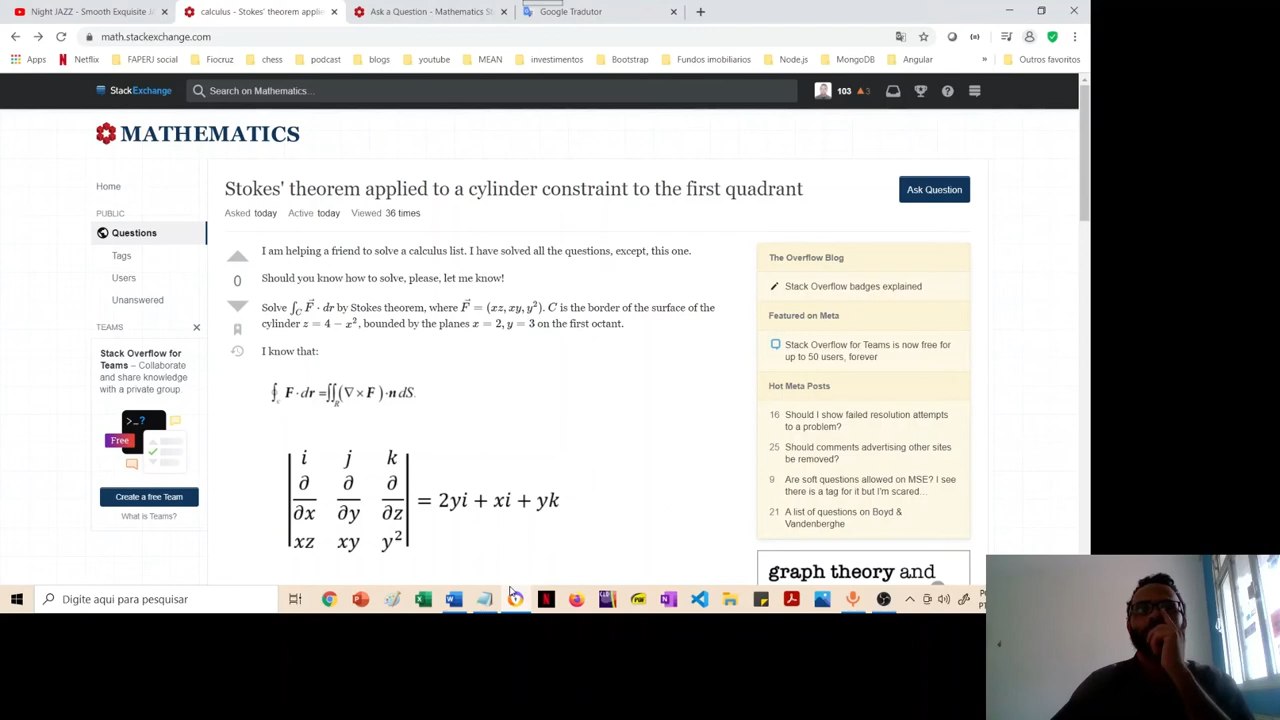 Night JAZZ - Smooth Exquisite J
calculus - Stokes' theorem appli
Ask a Question - Mathematics St
Google Tradutor
math.stackexchange.com
Apps
Netflix
FAPERJ social
Fiocruz
chess
podcast
blogs
youtube
MEAN
investimentos
Bootstrap
Fundos imobiliarios
Node.js
MongoDB
Angular
»
Outros favoritos
StackExchange
Search on Mathematics...
103
3
MATHEMATICS
Home
PUBLIC
Questions
Tags
Users
Unanswered
TEAMS
Stack Overflow for
Teams – Collaborate
and share knowledge
with a private group.
>_?
Free
Create a free Team
What is Teams?
Stokes' theorem applied to a cylinder constraint to the first quadrant
Ask Question
Asked today Active today Viewed 36 times
0
I am helping a friend to solve a calculus list. I have solved all the questions, except, this one.
Should you know how to solve, please, let me know!
Solve ∫_C F⃗ · dr by Stokes theorem, where F⃗ = (xz, xy, y²). C is the border of the surface of the
cylinder z = 4 − x², bounded by the planes x = 2, y = 3 on the first octant.
I know that:
∮_c F · dr = ∬_R (∇ × F) · n dS.
i j k
∂ ∂ ∂
∂x ∂y ∂z = 2yi + xi + yk
xz xy y²
The Overflow Blog
Stack Overflow badges explained
Featured on Meta
Stack Overflow for Teams is now free for
up to 50 users, forever
Hot Meta Posts
16 Should I show failed resolution attempts
to a problem?
25 Should comments advertising other sites
be removed?
9 Are soft questions allowed on MSE? I see
there is a tag for it but I'm scared...
21 A list of questions on Boyd &
Vandenberghe
graph theory and
Digite aqui para pesquisar